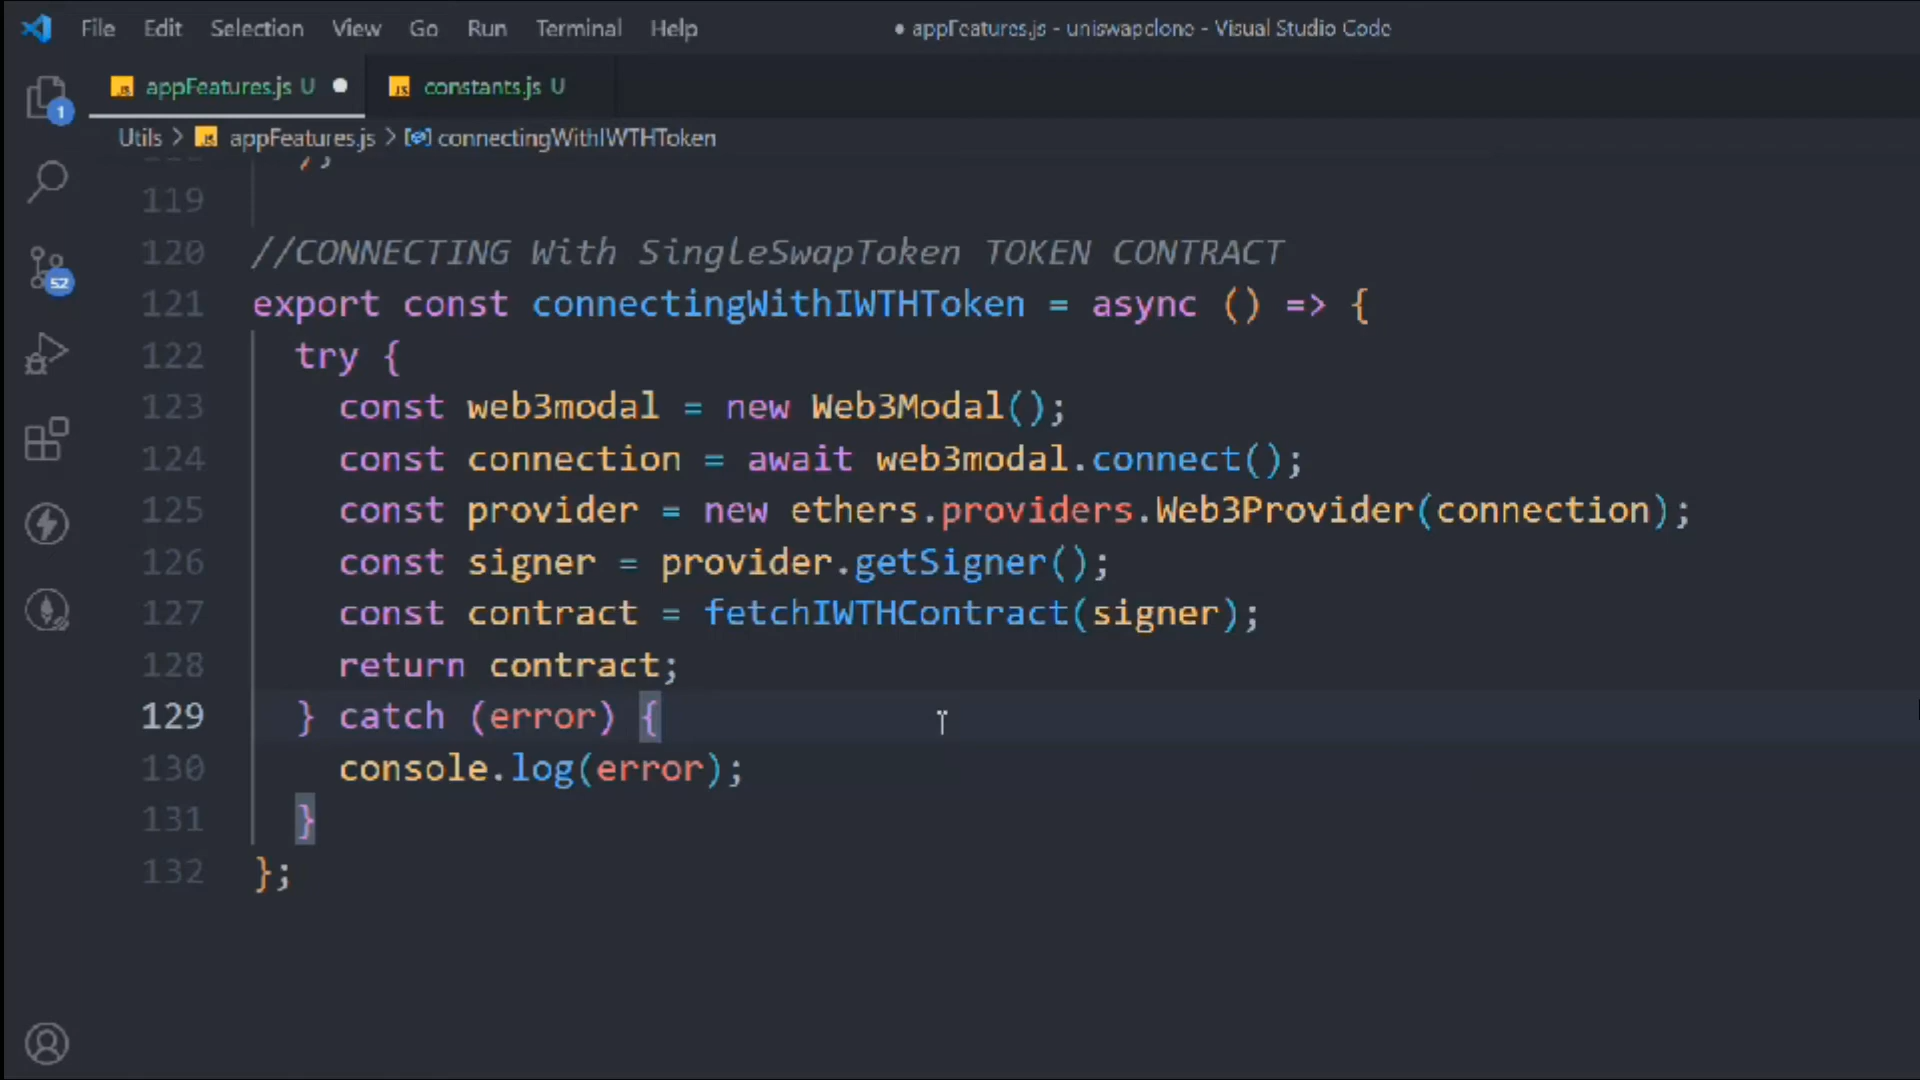 File Edit Selection View Go Run Terminal Help ● appFeatures.js - uniswapclone - Visual Studio Code
appFeatures.js U ● constants.js U
1
Utils > appFeatures.js > connectingWithIWTHToken
);
119
120 //CONNECTING With SingleSwapToken TOKEN CONTRACT
121 export const connectingWithIWTHToken = async () => {
122 try {
123 const web3modal = new Web3Modal();
124 const connection = await web3modal.connect();
125 const provider = new ethers.providers.Web3Provider(connection);
126 const signer = provider.getSigner();
127 const contract = fetchIWTHContract(signer);
128 return contract;
129 } catch (error) {
130 console.log(error);
131 }
132 };
52